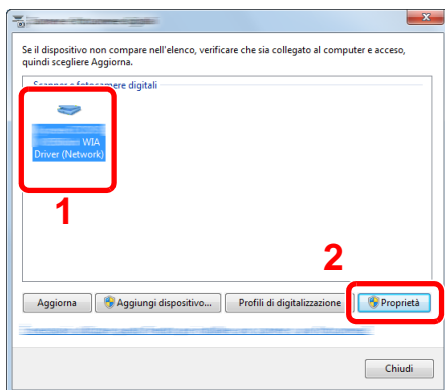 Se il dispositivo non compare nell'elenco, verificare che sia collegato al computer e acceso,
quindi scegliere Aggiorna.
Scanner e fotocamere digitali
WIA
Driver (Network)
1
2
Aggiorna
Aggiungi dispositivo...
Profili di digitalizzazione
Proprietà
Chiudi